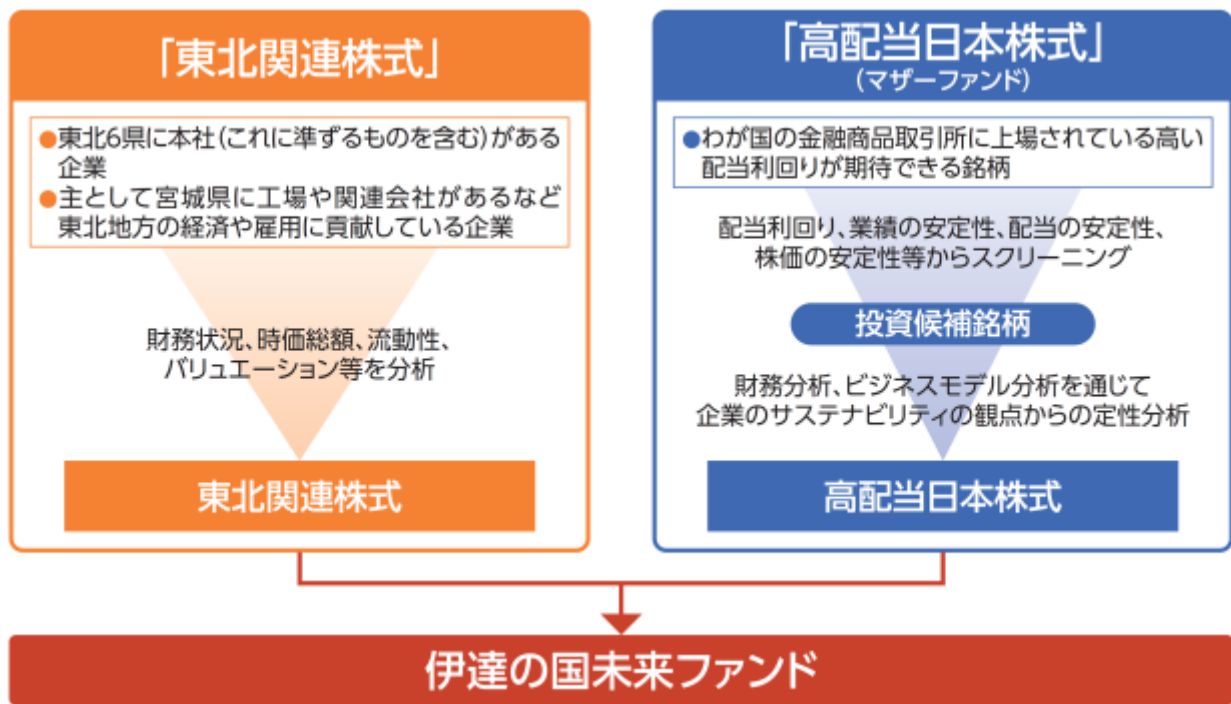 「東北関連株式」
●東北6県に本社(これに準ずるものを含む)がある
企業
●主として宮城県に工場や関連会社があるなど
東北地方の経済や雇用に貢献している企業
財務状況、時価総額、流動性、
バリュエーション等を分析
東北関連株式
「高配当日本株式」
(マザーファンド)
●わが国の金融商品取引所に上場されている高い
配当利回りが期待できる銘柄
配当利回り、業績の安定性、配当の安定性、
株価の安定性等からスクリーニング
投資候補銘柄
財務分析、ビジネスモデル分析を通じて
企業のサステナビリティの観点からの定性分析
高配当日本株式
伊達の国未来ファンド